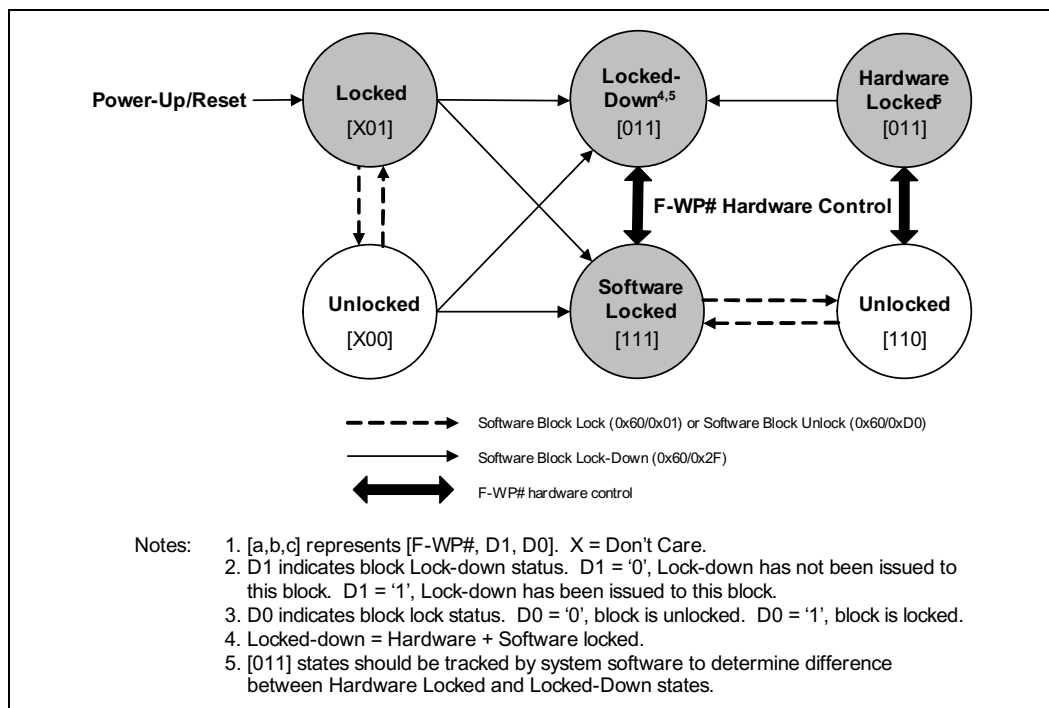 Power-Up/Reset
Locked
[X01]
Locked-
Down4,5
[011]
Hardware
Locked5
[011]
F-WP# Hardware Control
Unlocked
[X00]
Software
Locked
[111]
Unlocked
[110]
Software Block Lock (0x60/0x01) or Software Block Unlock (0x60/0xD0)
Software Block Lock-Down (0x60/0x2F)
F-WP# hardware control
Notes: 1. [a,b,c] represents [F-WP#, D1, D0]. X = Don't Care.
2. D1 indicates block Lock-down status. D1 = '0', Lock-down has not been issued to
this block. D1 = '1', Lock-down has been issued to this block.
3. D0 indicates block lock status. D0 = '0', block is unlocked. D0 = '1', block is locked.
4. Locked-down = Hardware + Software locked.
5. [011] states should be tracked by system software to determine difference
between Hardware Locked and Locked-Down states.